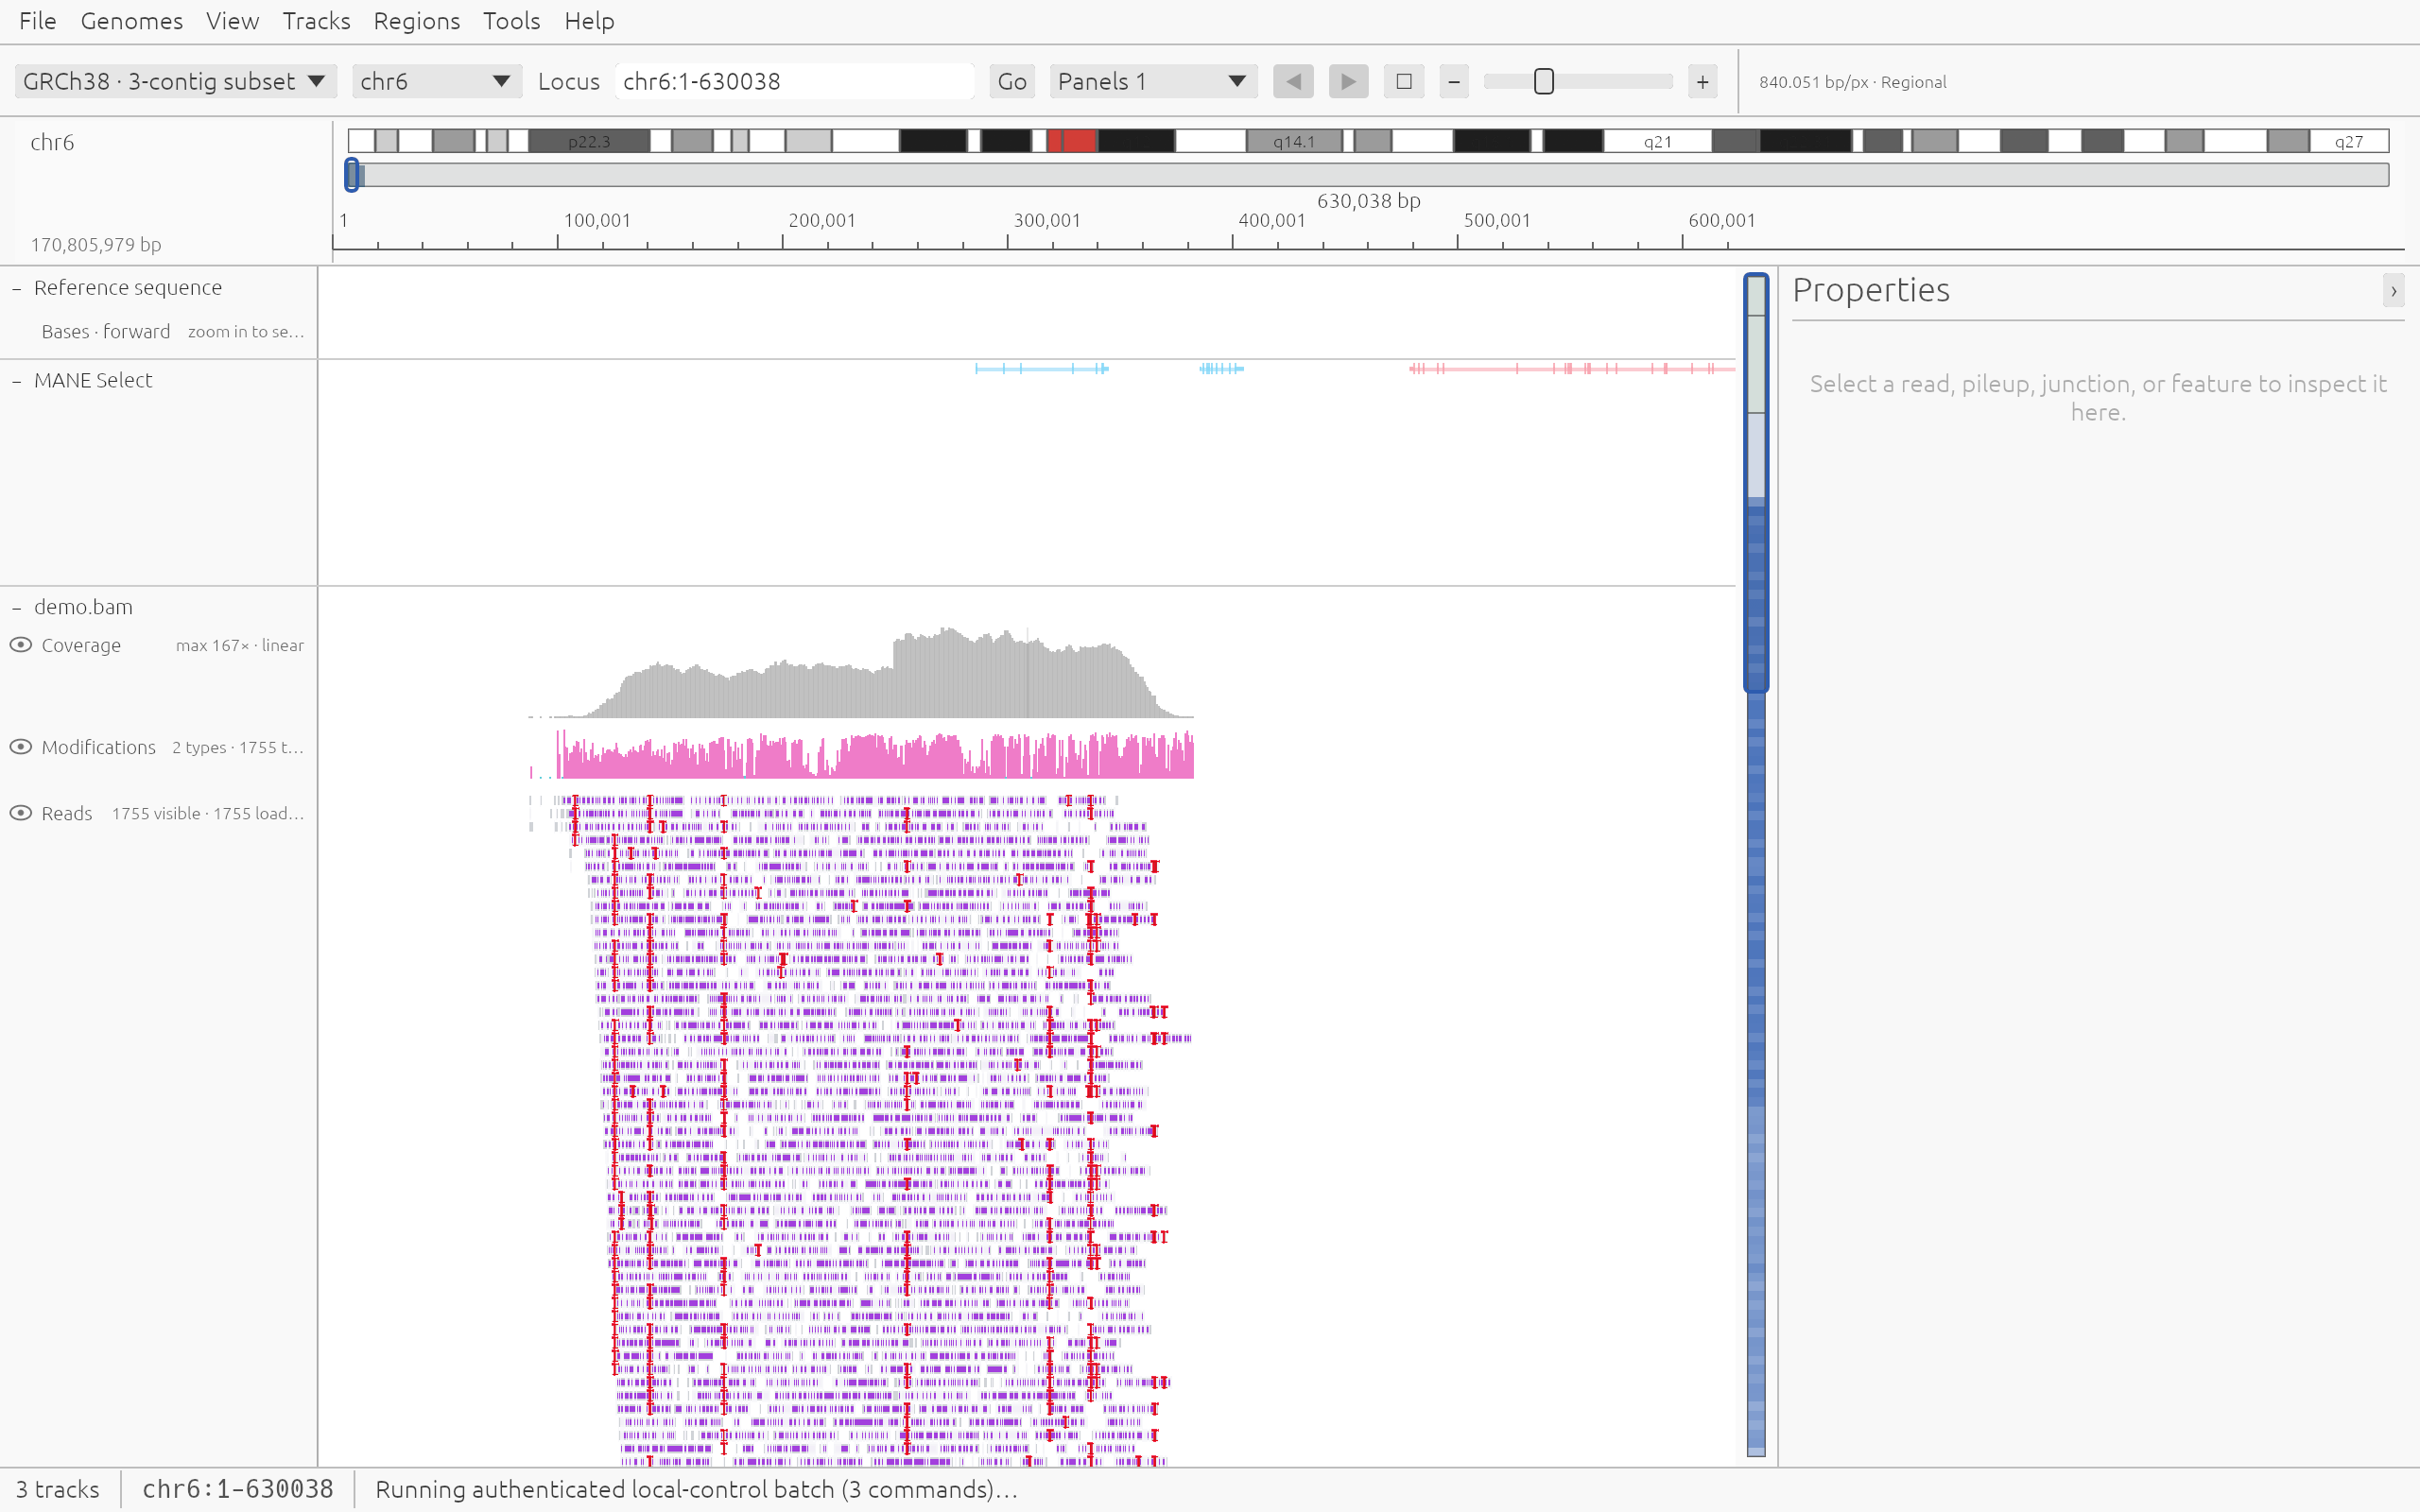 File Genomes View Tracks Regions Tools Help
GRCh38 · 3-contig subset chr6 Locus chr6:1-630038 Go Panels 1 − + 840.051 bp/px · Regional
chr6
p22.3 q14.1 q21 q27
630,038 bp
1 100,001 200,001 300,001 400,001 500,001 600,001
170,805,979 bp
Reference sequence
Bases · forward zoom in to se…
MANE Select
demo.bam
Coverage max 167× · linear
Modifications 2 types · 1755 t…
Reads 1755 visible · 1755 load…
Properties ›
Select a read, pileup, junction, or feature to inspect it
here.
3 tracks chr6:1-630038 Running authenticated local-control batch (3 commands)…